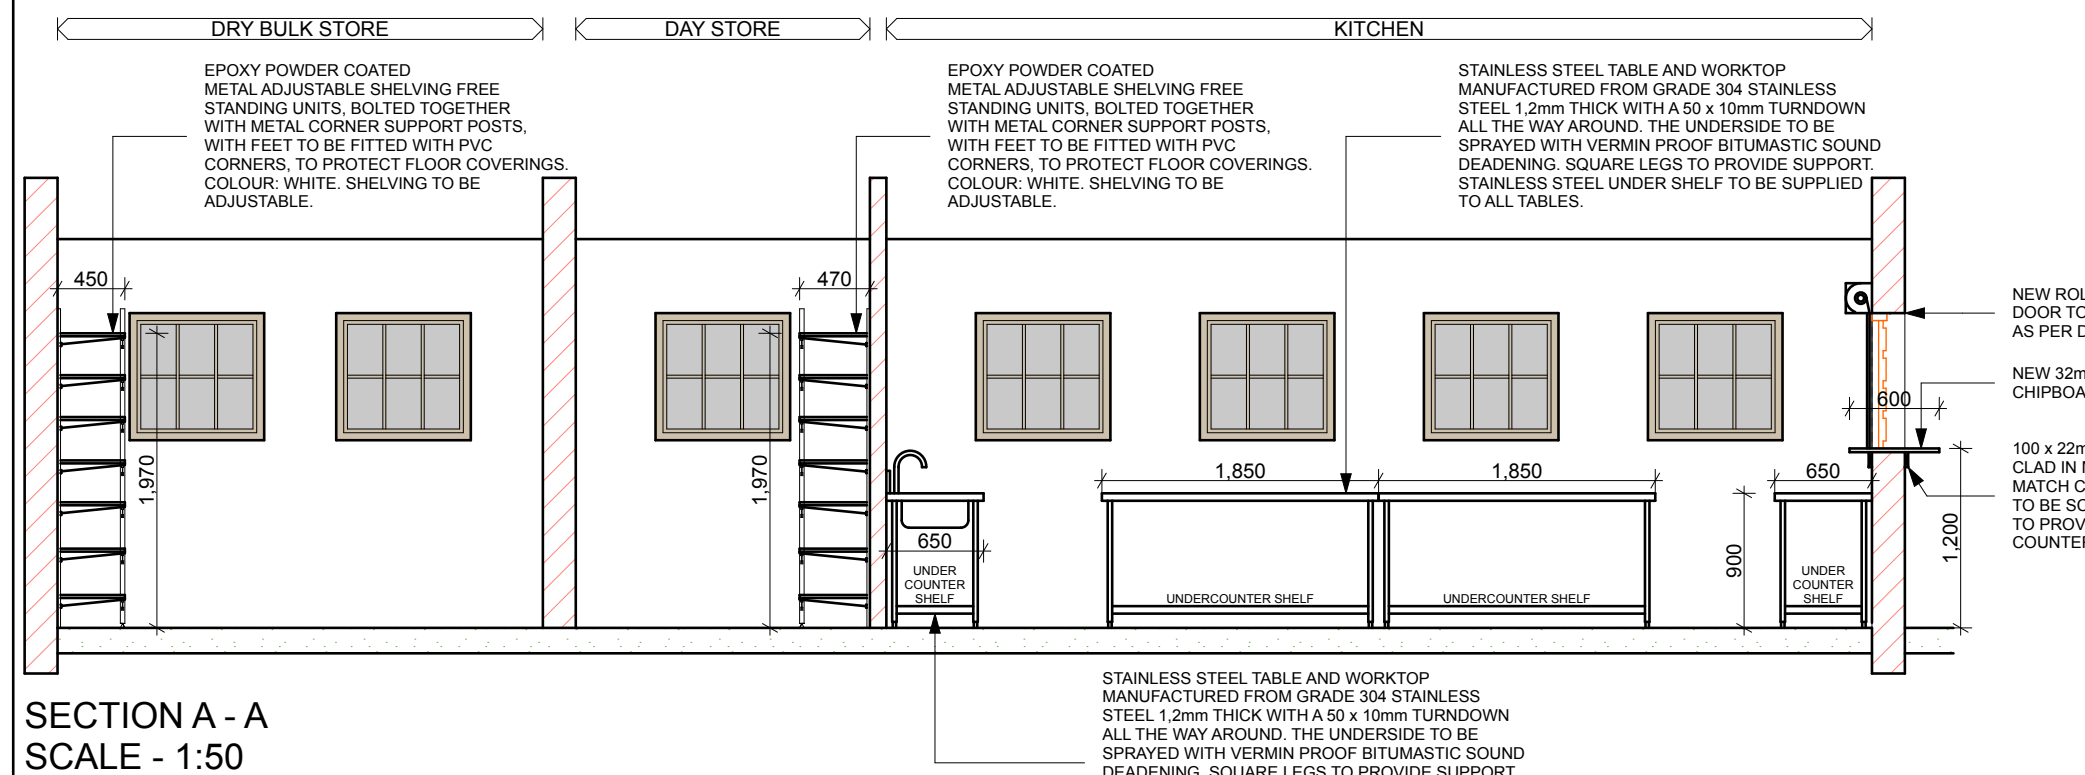 DRY BULK STORE
DAY STORE
KITCHEN
EPOXY POWDER COATED
METAL ADJUSTABLE SHELVING FREE
STANDING UNITS, BOLTED TOGETHER
WITH METAL CORNER SUPPORT POSTS,
WITH FEET TO BE FITTED WITH PVC
CORNERS, TO PROTECT FLOOR COVERINGS.
COLOUR: WHITE. SHELVING TO BE
ADJUSTABLE.
EPOXY POWDER COATED
METAL ADJUSTABLE SHELVING FREE
STANDING UNITS, BOLTED TOGETHER
WITH METAL CORNER SUPPORT POSTS,
WITH FEET TO BE FITTED WITH PVC
CORNERS, TO PROTECT FLOOR COVERINGS.
COLOUR: WHITE. SHELVING TO BE
ADJUSTABLE.
STAINLESS STEEL TABLE AND WORKTOP
MANUFACTURED FROM GRADE 304 STAINLESS
STEEL 1,2mm THICK WITH A 50 x 10mm TURNDOWN
ALL THE WAY AROUND. THE UNDERSIDE TO BE
SPRAYED WITH VERMIN PROOF BITUMASTIC SOUND
DEADENING. SQUARE LEGS TO PROVIDE SUPPORT.
STAINLESS STEEL UNDER SHELF TO BE SUPPLIED
TO ALL TABLES.
450
470
NEW ROL
DOOR TO
AS PER D
NEW 32m
CHIPBOA
600
100 x 22m
CLAD IN
MATCH C
TO BE SO
TO PROV
COUNTER
1,970
1,970
1,850
1,850
650
650
900
1,200
UNDER
COUNTER
SHELF
UNDERCOUNTER SHELF
UNDERCOUNTER SHELF
UNDER
COUNTER
SHELF
STAINLESS STEEL TABLE AND WORKTOP
MANUFACTURED FROM GRADE 304 STAINLESS
STEEL 1,2mm THICK WITH A 50 x 10mm TURNDOWN
ALL THE WAY AROUND. THE UNDERSIDE TO BE
SPRAYED WITH VERMIN PROOF BITUMASTIC SOUND
DEADENING. SQUARE LEGS TO PROVIDE SUPPORT
SECTION A - A
SCALE - 1:50